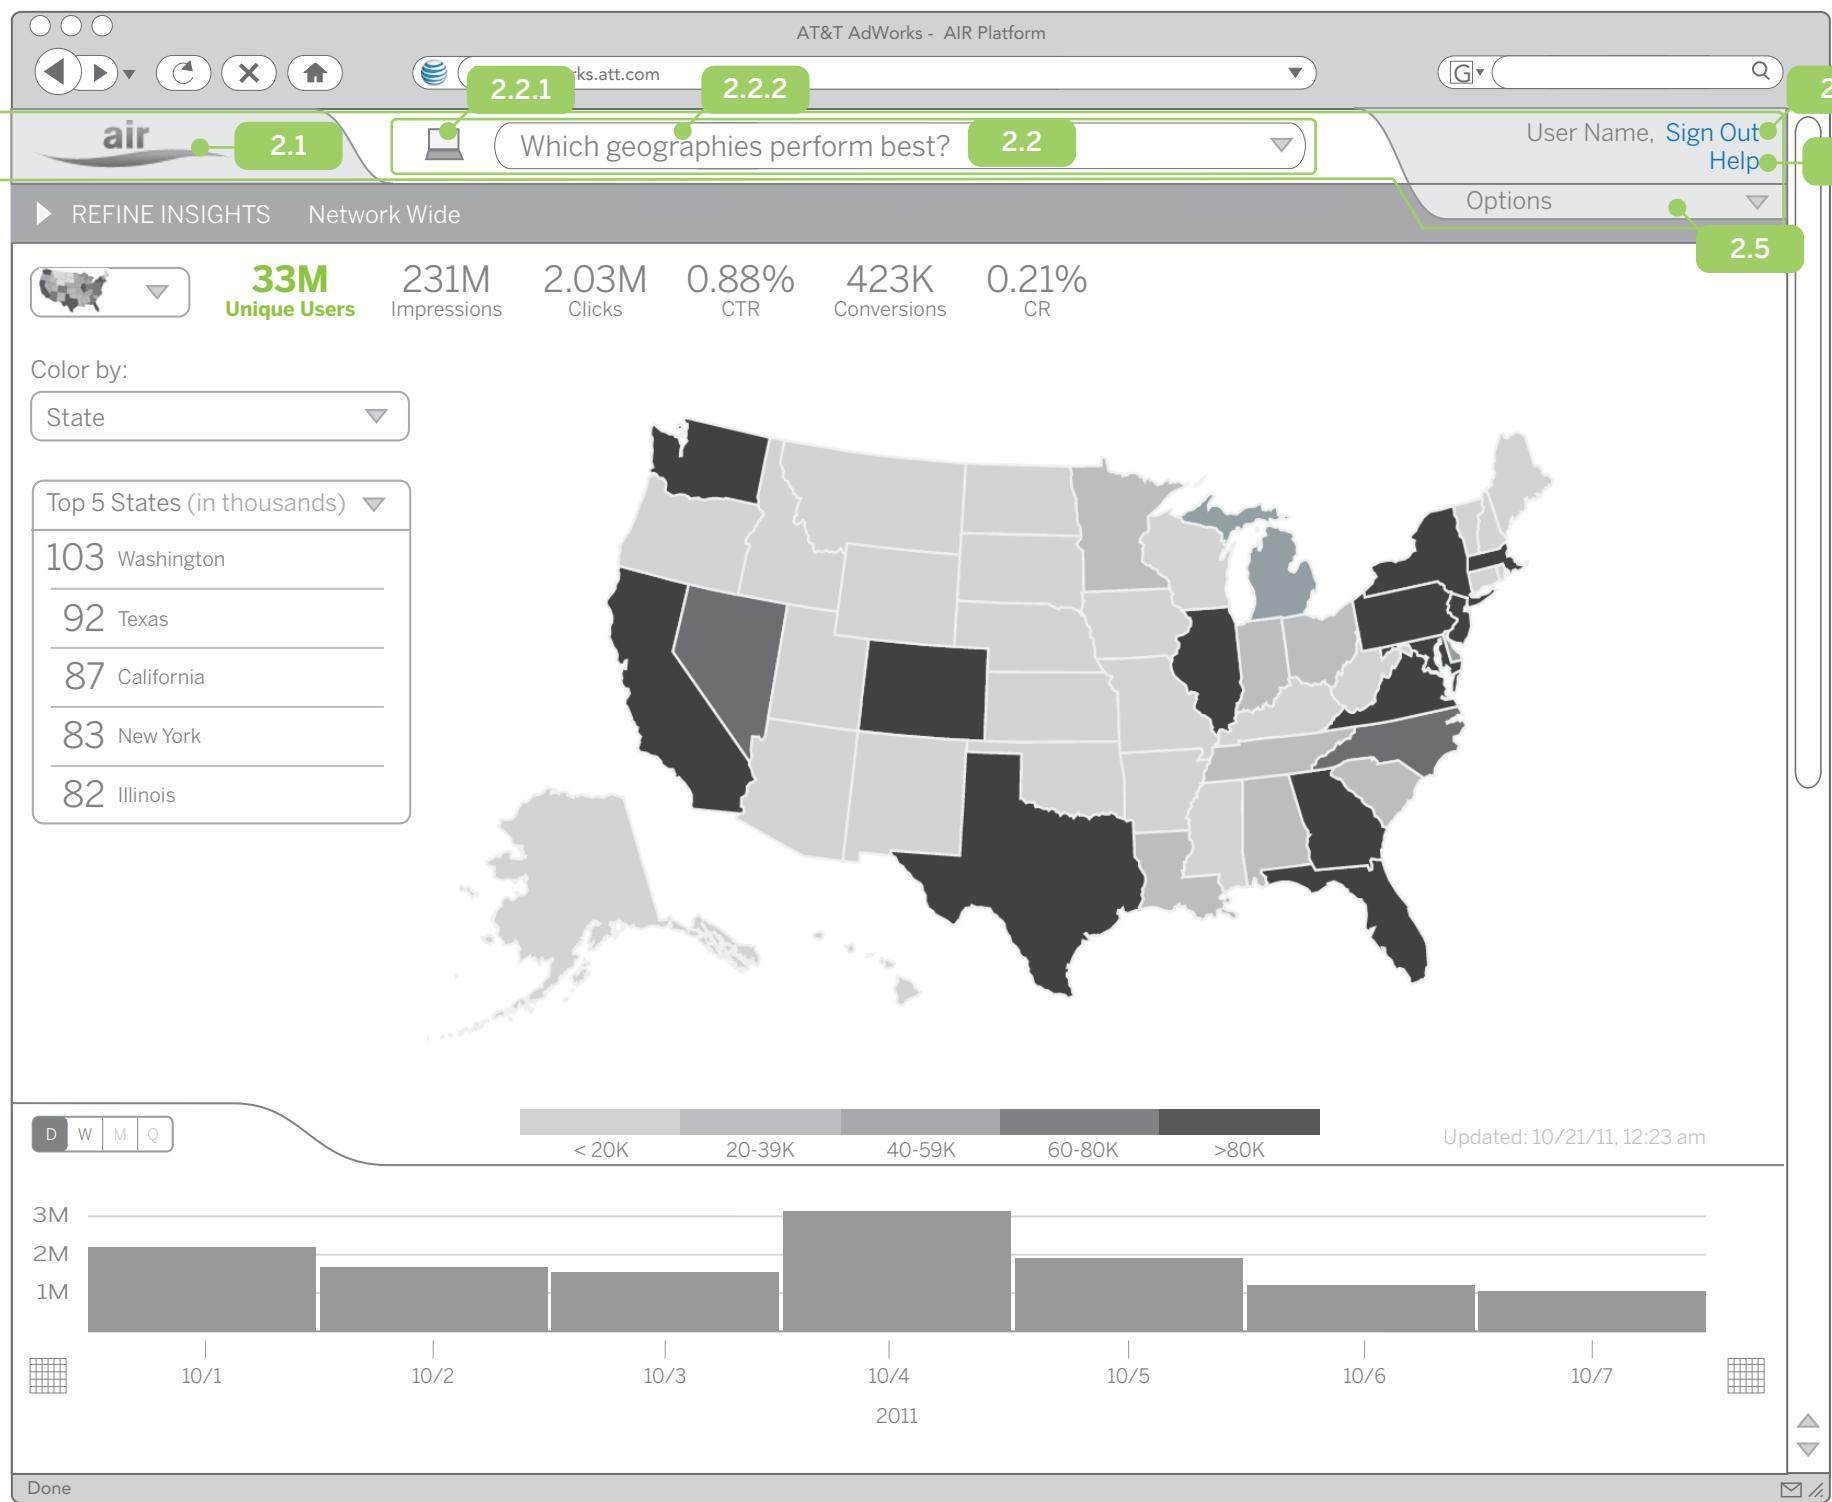 AT&T AdWorks - AIR Platform
ks.att.com
G
2.2.1
2.2.2
2
air
2.1
Which geographies perform best?
2.2
User Name, Sign Out
Help
REFINE INSIGHTS
Network Wide
Options
2.5
33M
Unique Users
231M
Impressions
2.03M
Clicks
0.88%
CTR
423K
Conversions
0.21%
CR
Color by:
State
Top 5 States (in thousands)
103 Washington
92 Texas
87 California
83 New York
82 Illinois
D W M Q
< 20K
20-39K
40-59K
60-80K
>80K
Updated: 10/21/11, 12:23 am
3M
2M
1M
10/1
10/2
10/3
10/4
10/5
10/6
10/7
2011
Done